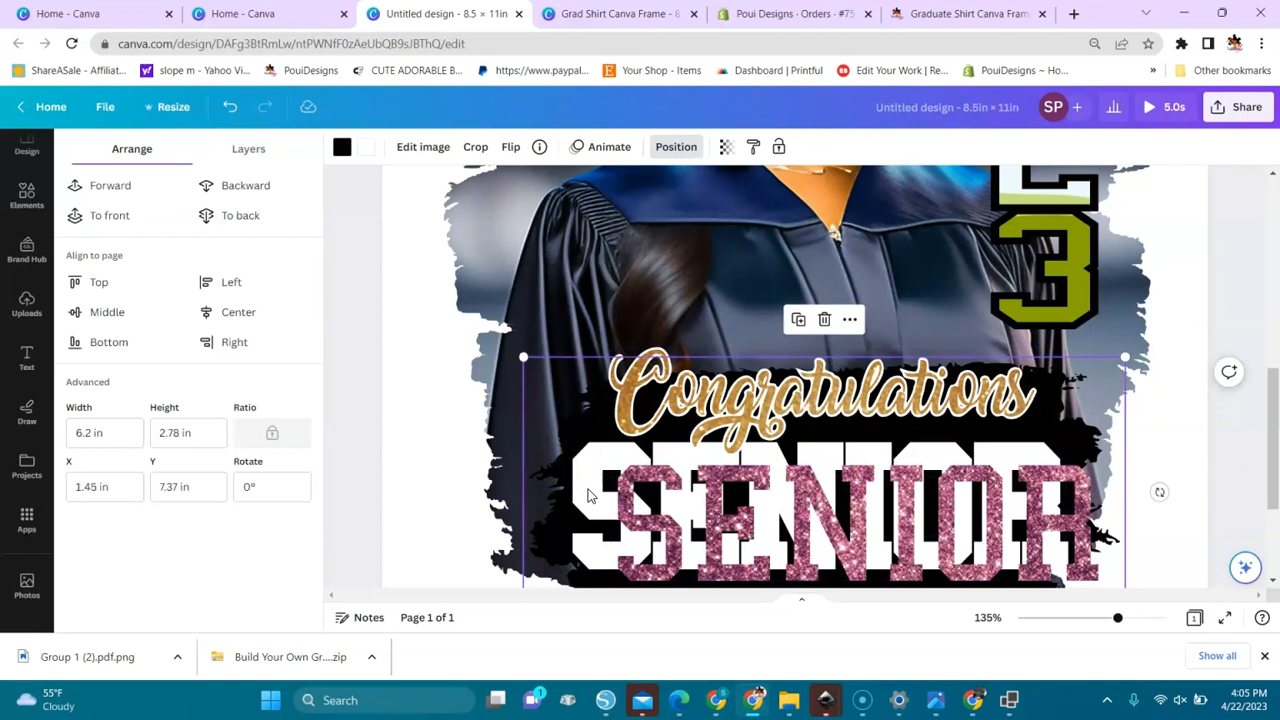 Home - Canva
Home - Canva
Untitled design - 8.5 × 11in
Grad Shirt Canva Frame - 8
Poui Designs · Orders · #75
Graduate Shirt Canva Frame
canva.com/design/DAFg3BtRmLw/ntPWNfF0zAeUbQB9sJBThQ/edit
ShareASale - Affiliat...
slope m - Yahoo Vi...
PouiDesigns
CUTE ADORABLE B...
https://www.paypal...
Your Shop - Items
Dashboard | Printful
Edit Your Work | Re...
PouiDesigns ~ Ho...
»
Other bookmarks
Home
File
Resize
Untitled design - 8.5in × 11in
SP
5.0s
Share
Design
Elements
Brand Hub
Uploads
Text
Draw
Projects
Apps
Photos
Arrange
Layers
Forward
Backward
To front
To back
Align to page
Top
Left
Middle
Center
Bottom
Right
Advanced
Width
Height
Ratio
6.2 in
2.78 in
X
Y
Rotate
1.45 in
7.37 in
0°
Edit image
Crop
Flip
Animate
Position
3
Congratulations
SENIOR
SENIOR
Notes
Page 1 of 1
135%
1
Group 1 (2).pdf.png
Build Your Own Gr....zip
Show all
55°F
Cloudy
Search
1
4:05 PM
4/22/2023